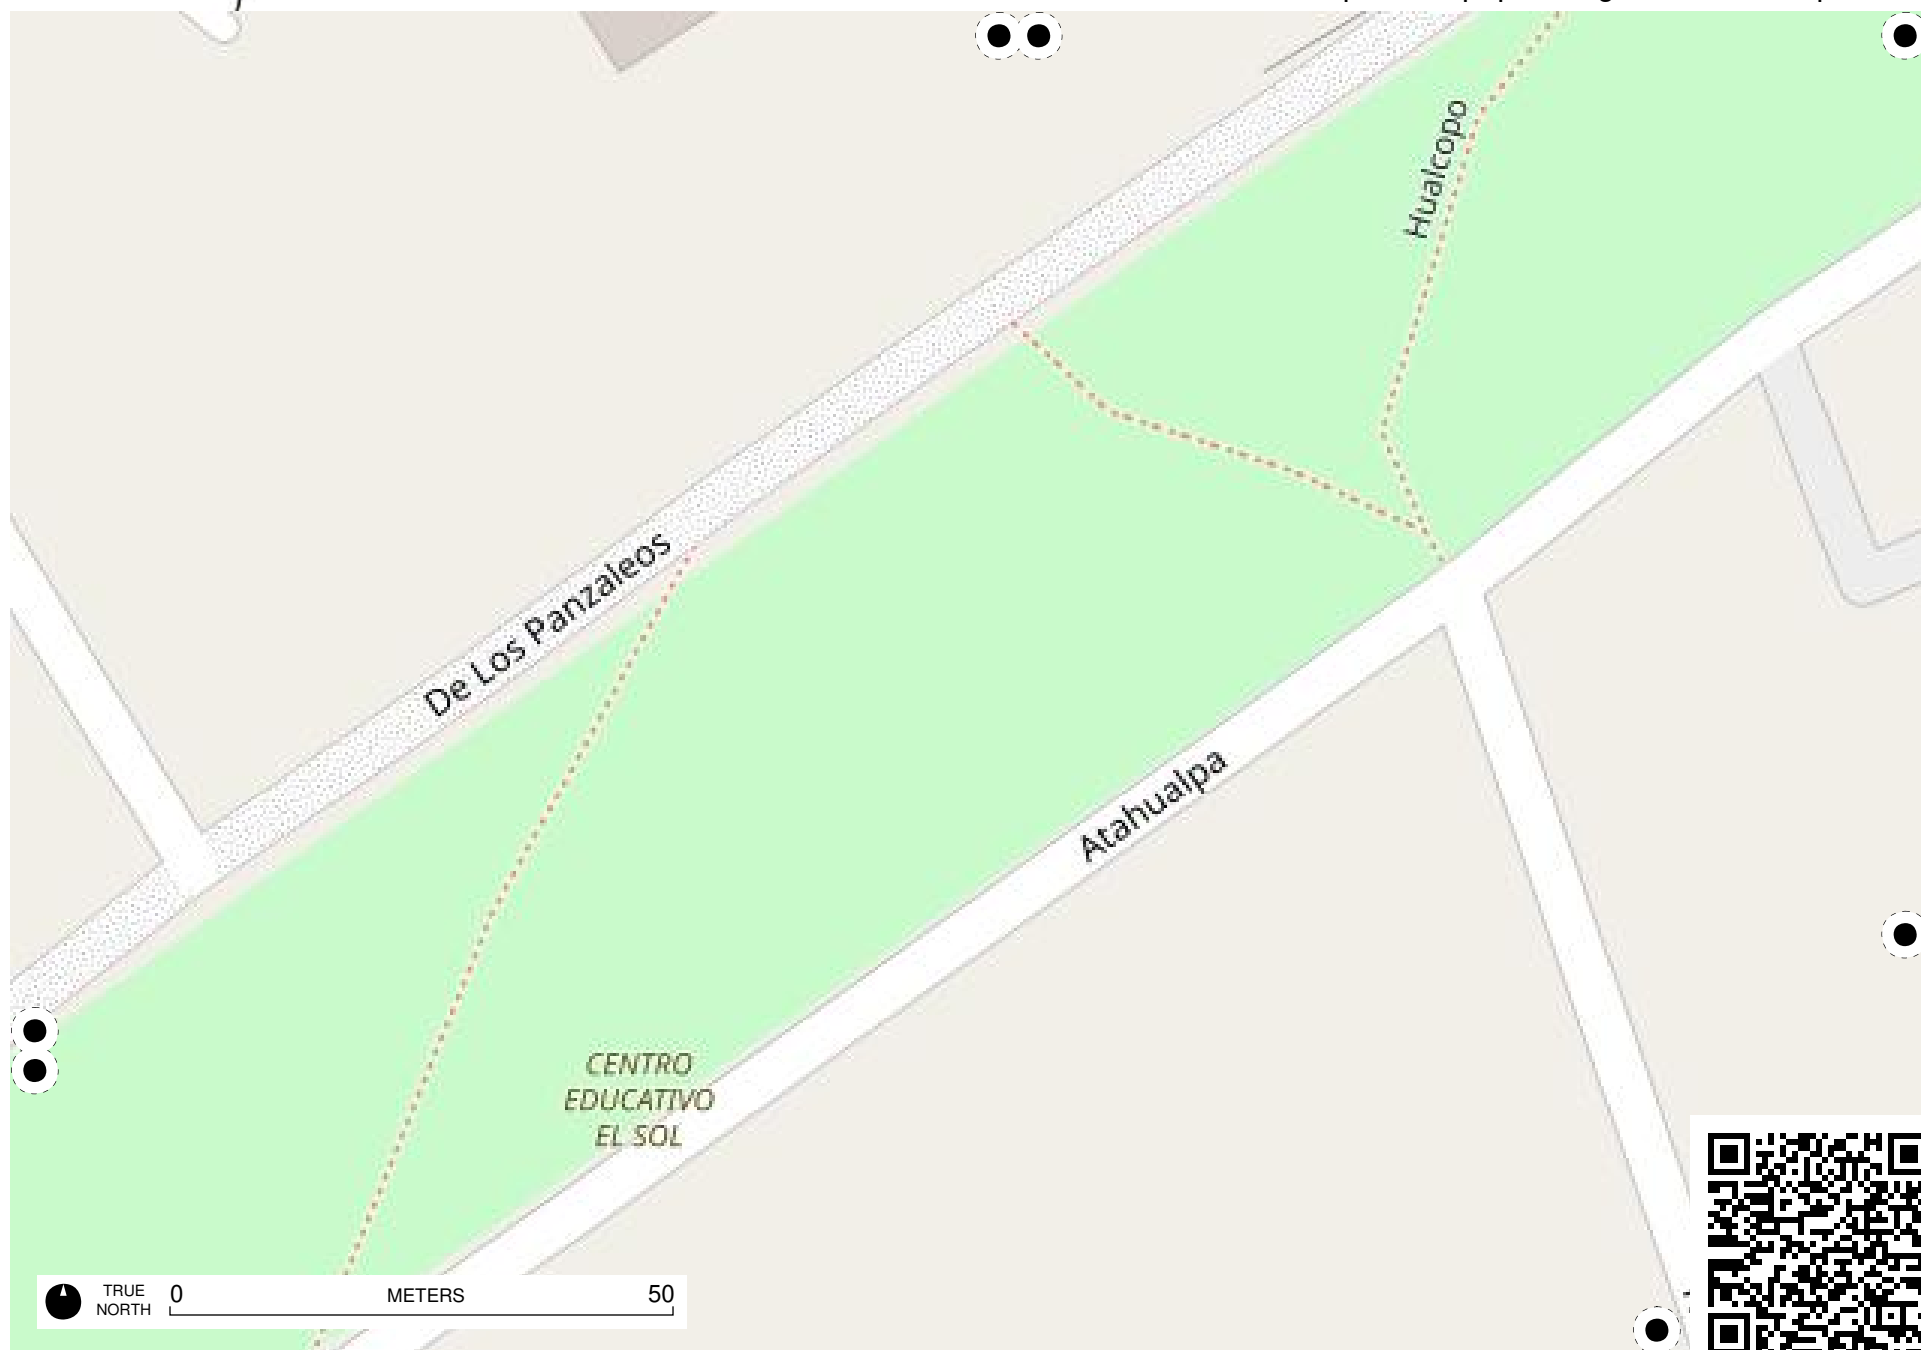 Hualcopo
De Los Panzaleos
Atahualpa
CENTRO
EDUCATIVO
EL SOL
TRUE
NORTH
0
METERS
50